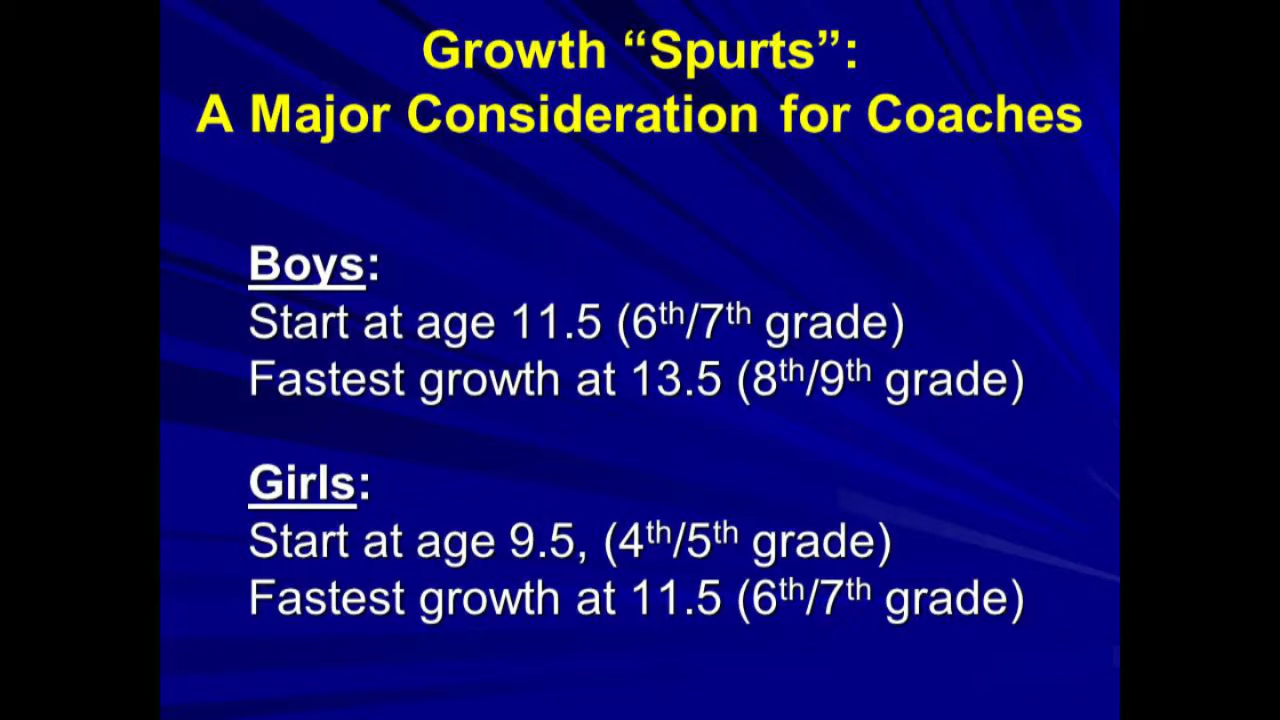 Growth “Spurts”:
A Major Consideration for Coaches
Boys:
Start at age 11.5 (6th/7th grade)
Fastest growth at 13.5 (8th/9th grade)
Girls:
Start at age 9.5, (4th/5th grade)
Fastest growth at 11.5 (6th/7th grade)